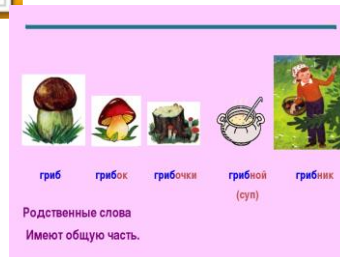 гриб грибок грибочки грибной грибник
(суп)
Родственные слова
Имеют общую часть.